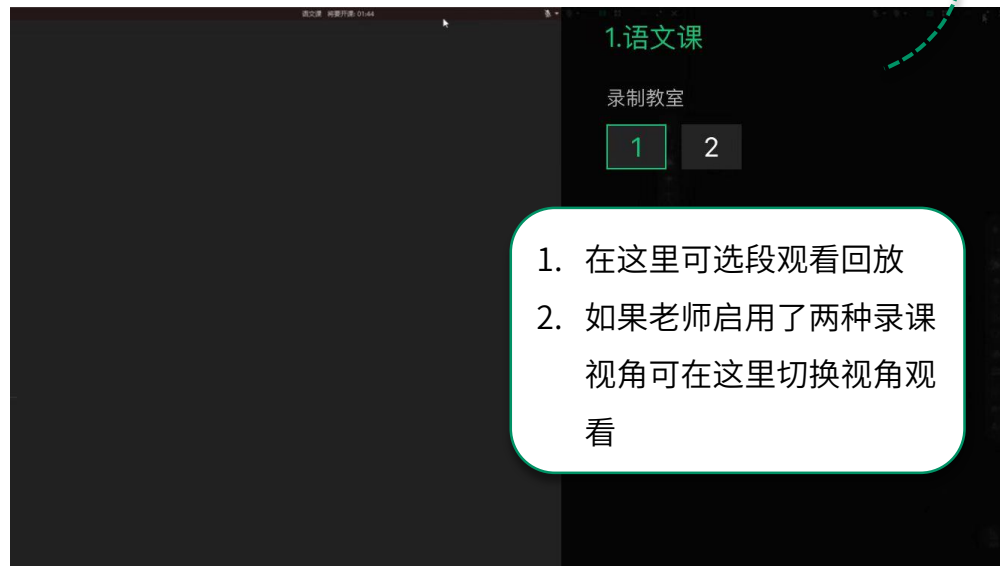 语文课 将要开课: 01:44
1.语文课
录制教室
1 2
1. 在这里可选段观看回放
2. 如果老师启用了两种录课
视角可在这里切换视角观
看